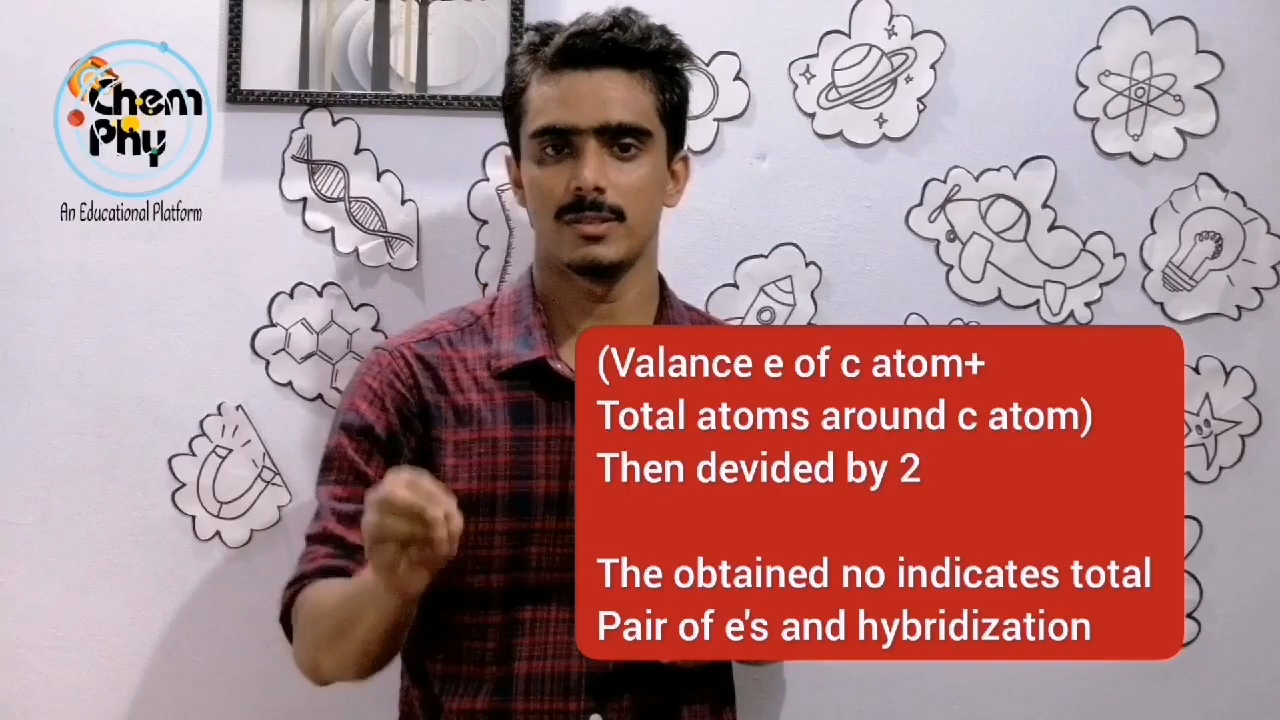 Chem
Phy
An Educational Platform
(Valance e of c atom+
Total atoms around c atom)
Then devided by 2
The obtained no indicates total
Pair of e's and hybridization